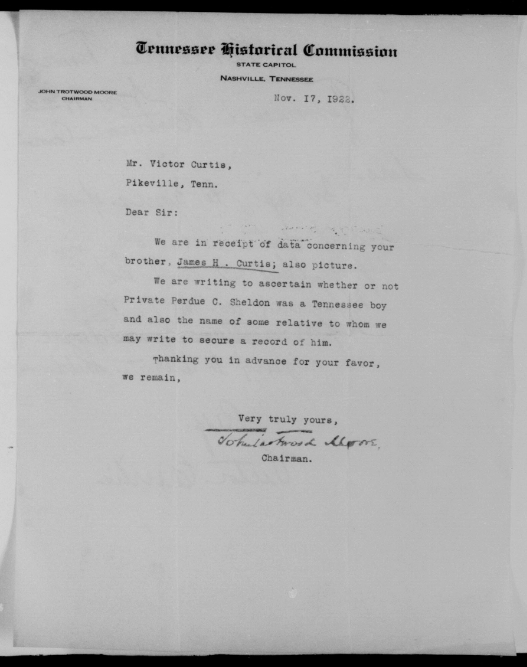 Tennessee Historical Commission
STATE CAPITOL
NASHVILLE, TENNESSEE
JOHN TROTWOOD MOORE
CHAIRMAN
Nov. I7, I922.
Mr. Victor Curtis,
Pikeville, Tenn.
Dear Sir:
We are in receipt of data concerning your
brother, James H . Curtis; also picture.
We are writing to ascertain whether or not
Private Perdue C. Sheldon was a Tennessee boy
and also the name of some relative to whom we
may write to secure a record of him.
Thanking you in advance for your favor,
we remain,
Very truly yours,
John Trotwood Moore.
Chairman.